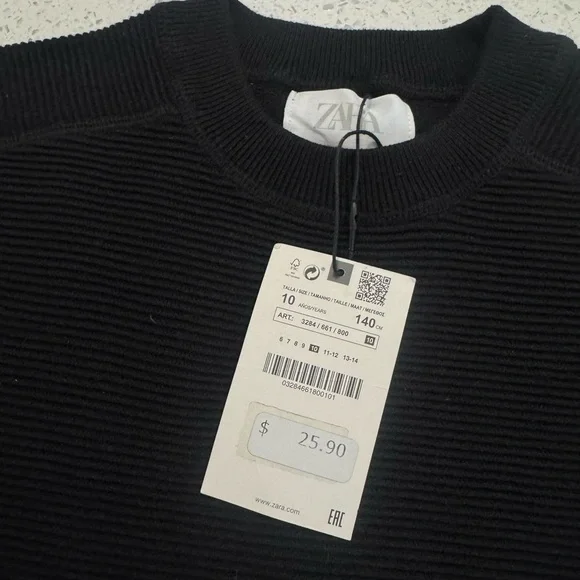 ZARA
TALLA / SIZE / TAMANHO / TAILLE / MAAT / МЕГЕΘΟΣ
10 AÑOS/YEARS 140 CM
ART.: 3284 / 661 / 800 10
6 7 8 9 10 11-12 13-14
03284661800101
$ 25.90
www.zara.com
EAC